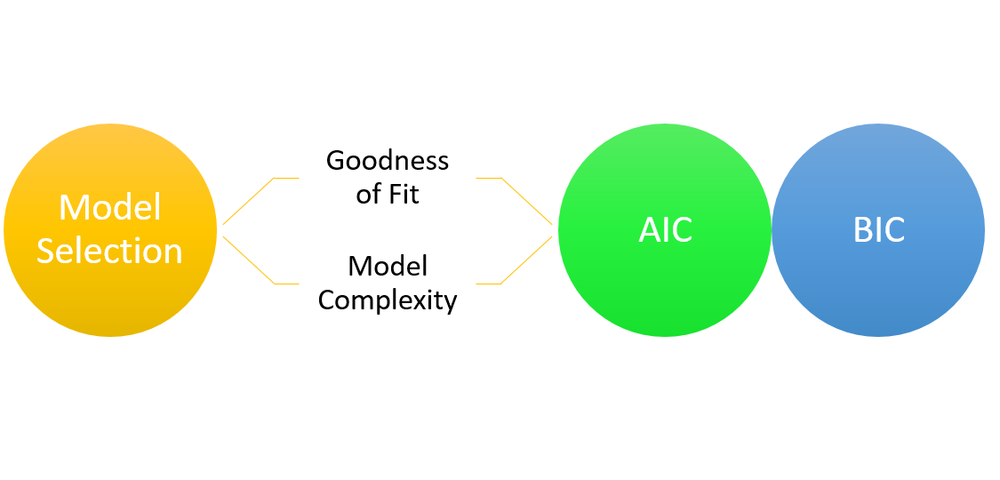 Model
Selection
Goodness
of Fit
Model
Complexity
AIC
BIC